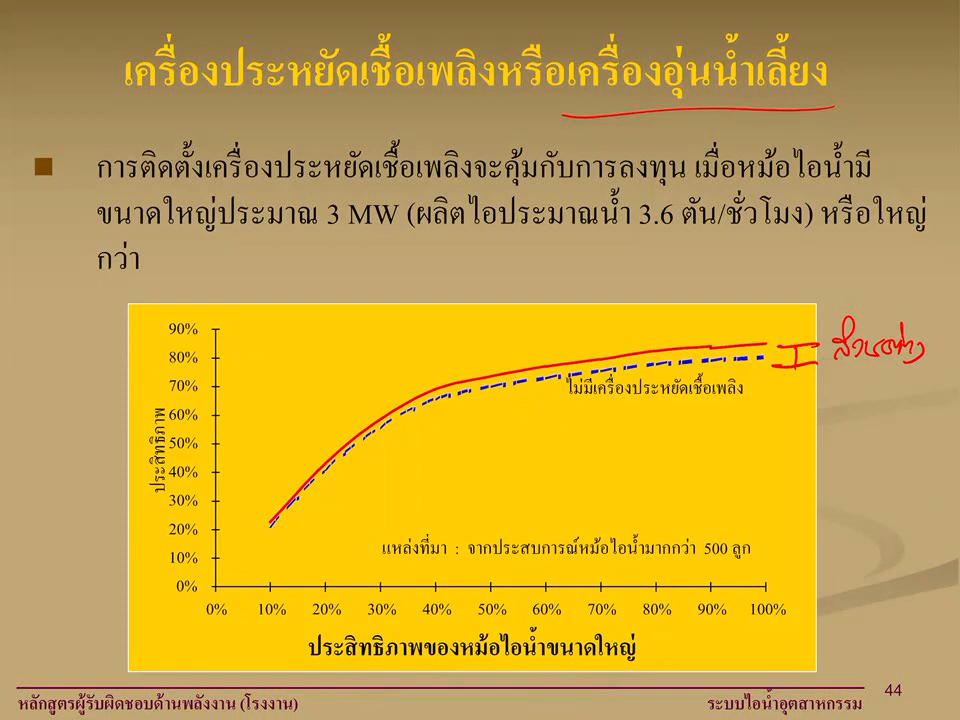 เครื่องประหยัดเชื้อเพลิงหรือเครื่องอุ่นน้ำเลี้ยง
การติดตั้งเครื่องประหยัดเชื้อเพลิงจะคุ้มกับการลงทุน เมื่อหม้อไอน้ำมี
ขนาดใหญ่ประมาณ 3 MW (ผลิตไอประมาณน้ำ 3.6 ตัน/ชั่วโมง) หรือใหญ่
กว่า
90%
80%
70%
60%
50%
40%
30%
20%
10%
0%
ประสิทธิภาพ
ไม่มีเครื่องประหยัดเชื้อเพลิง
แหล่งที่มา : จากประสบการณ์หม้อไอน้ำมากกว่า 500 ลูก
0% 10% 20% 30% 40% 50% 60% 70% 80% 90% 100%
ประสิทธิภาพของหม้อไอน้ำขนาดใหญ่
หลักสูตรผู้รับผิดชอบด้านพลังงาน (โรงงาน)
ระบบไอน้ำอุตสาหกรรม
44